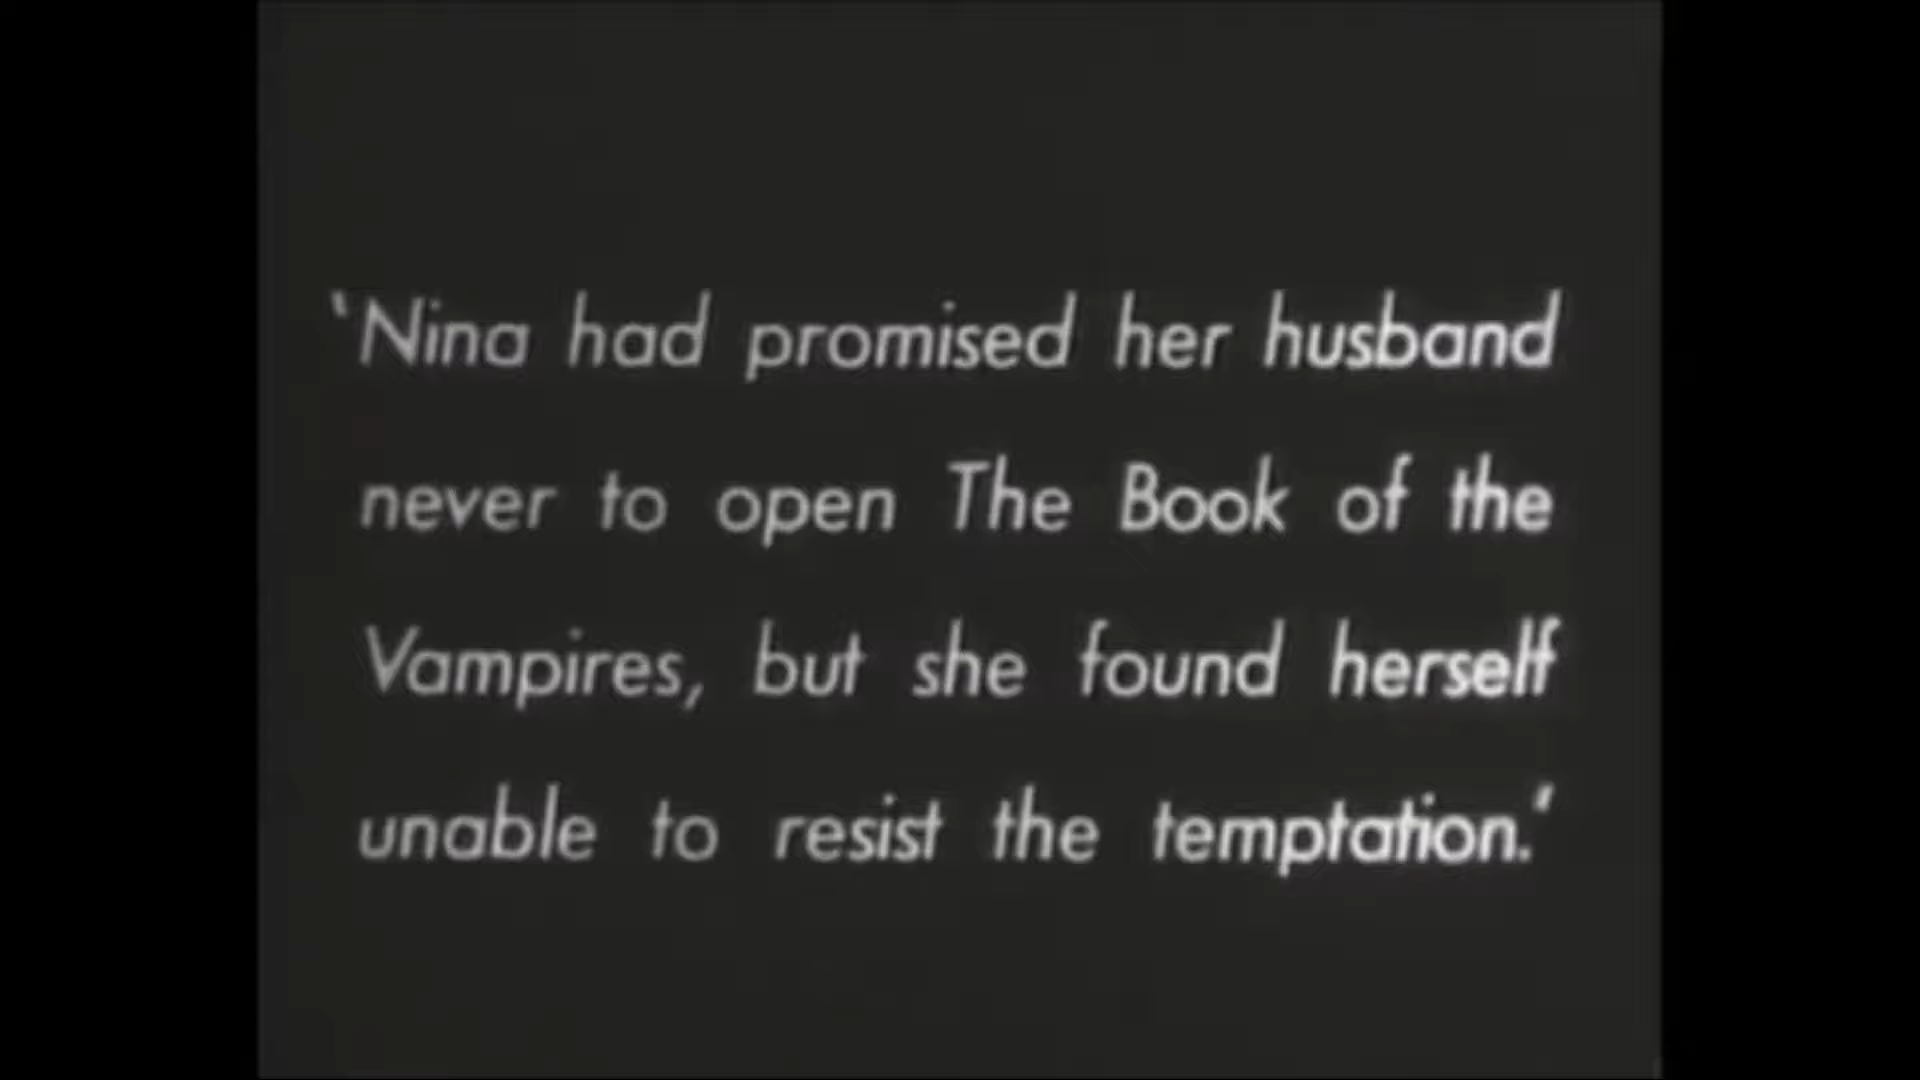 ‘Nina had promised her husband
never to open The Book of the
Vampires, but she found herself
unable to resist the temptation.’